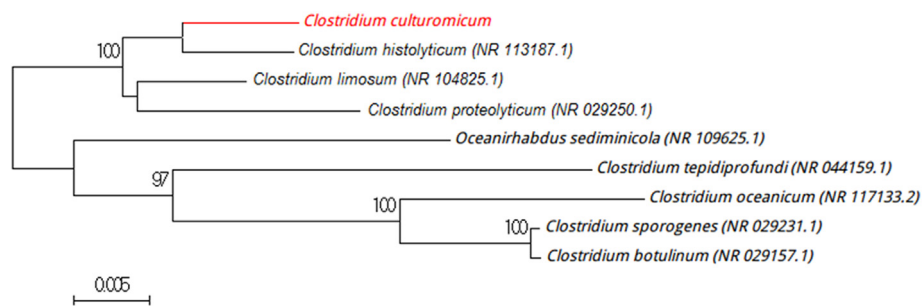 Clostridium culturomicum
100
Clostridium histolyticum (NR 113187.1)
Clostridium limosum (NR 104825.1)
Clostridium proteolyticum (NR 029250.1)
Oceanirhabdus sediminicola (NR 109625.1)
Clostridium tepidiprofundi (NR 044159.1)
97
Clostridium oceanicum (NR 117133.2)
100
Clostridium sporogenes (NR 029231.1)
100
Clostridium botulinum (NR 029157.1)
0.005